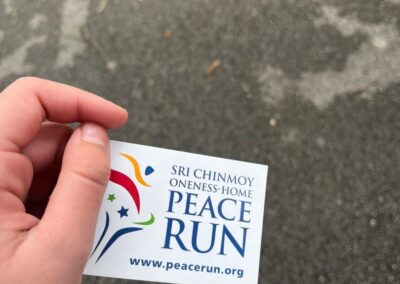 SRI CHINMOY
ONENESS-HOME
PEACE
RUN
www.peacerun.org